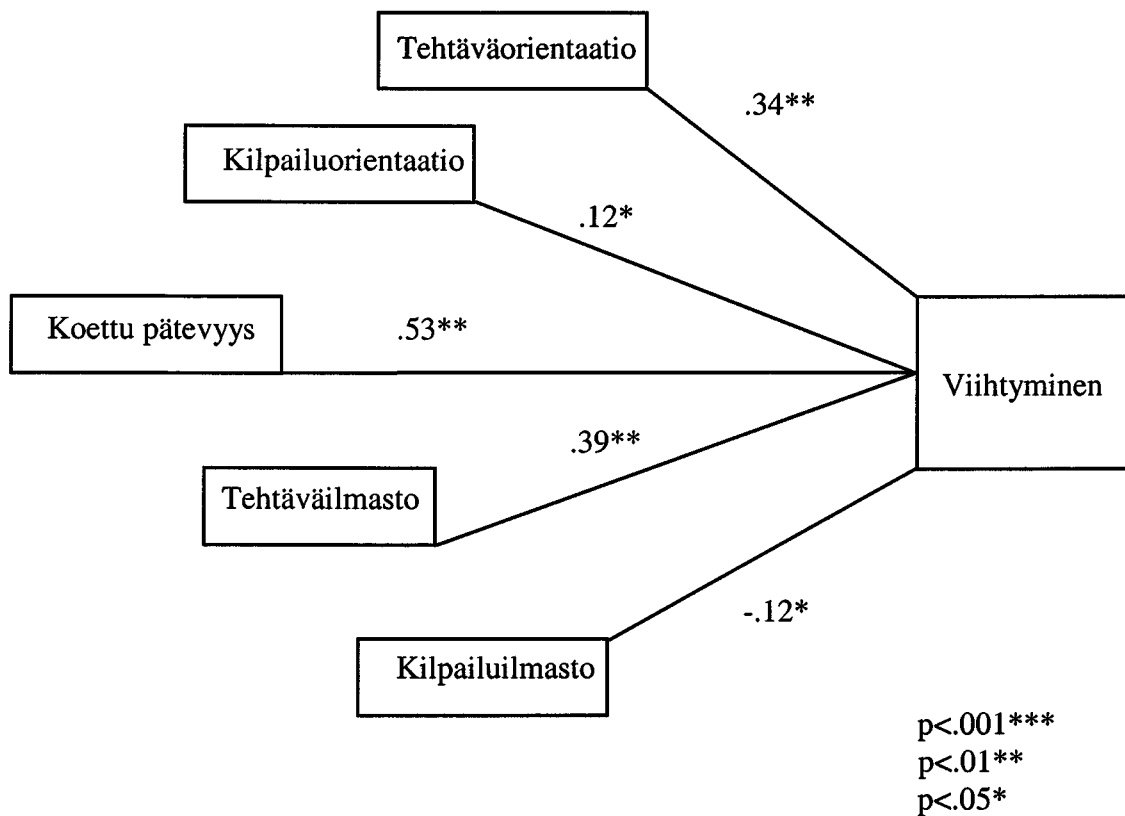 Tehtäväorientaatio
.34**
Kilpailuorientaatio
.12*
Koettu pätevyys
.53**
Viihtyminen
.39**
Tehtäväilmasto
-.12*
Kilpailuilmasto
p<.001***
p<.01**
p<.05*